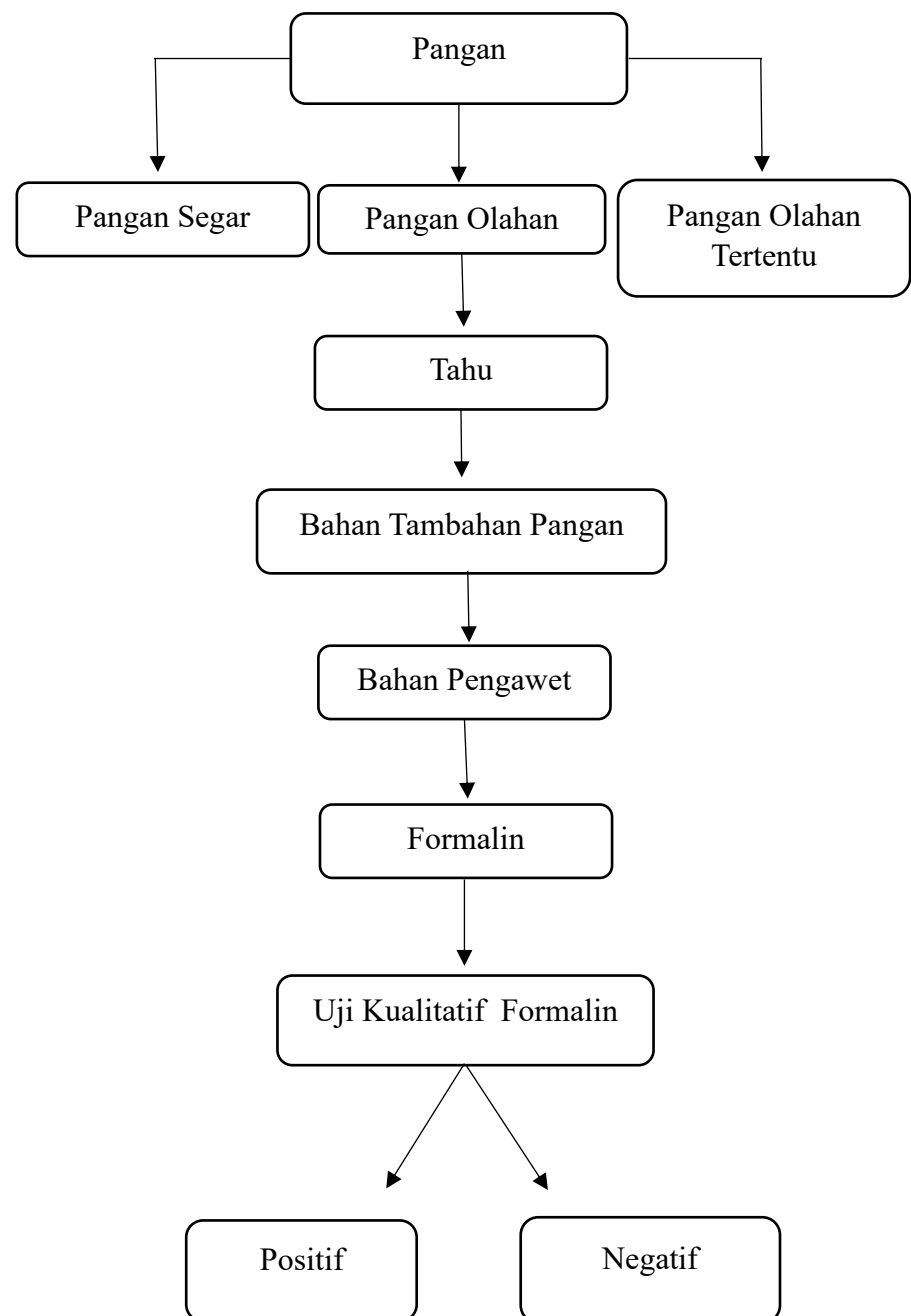 Pangan
Pangan Segar
Pangan Olahan
Pangan Olahan
Tertentu
Tahu
Bahan Tambahan Pangan
Bahan Pengawet
Formalin
Uji Kualitatif  Formalin
Positif
Negatif